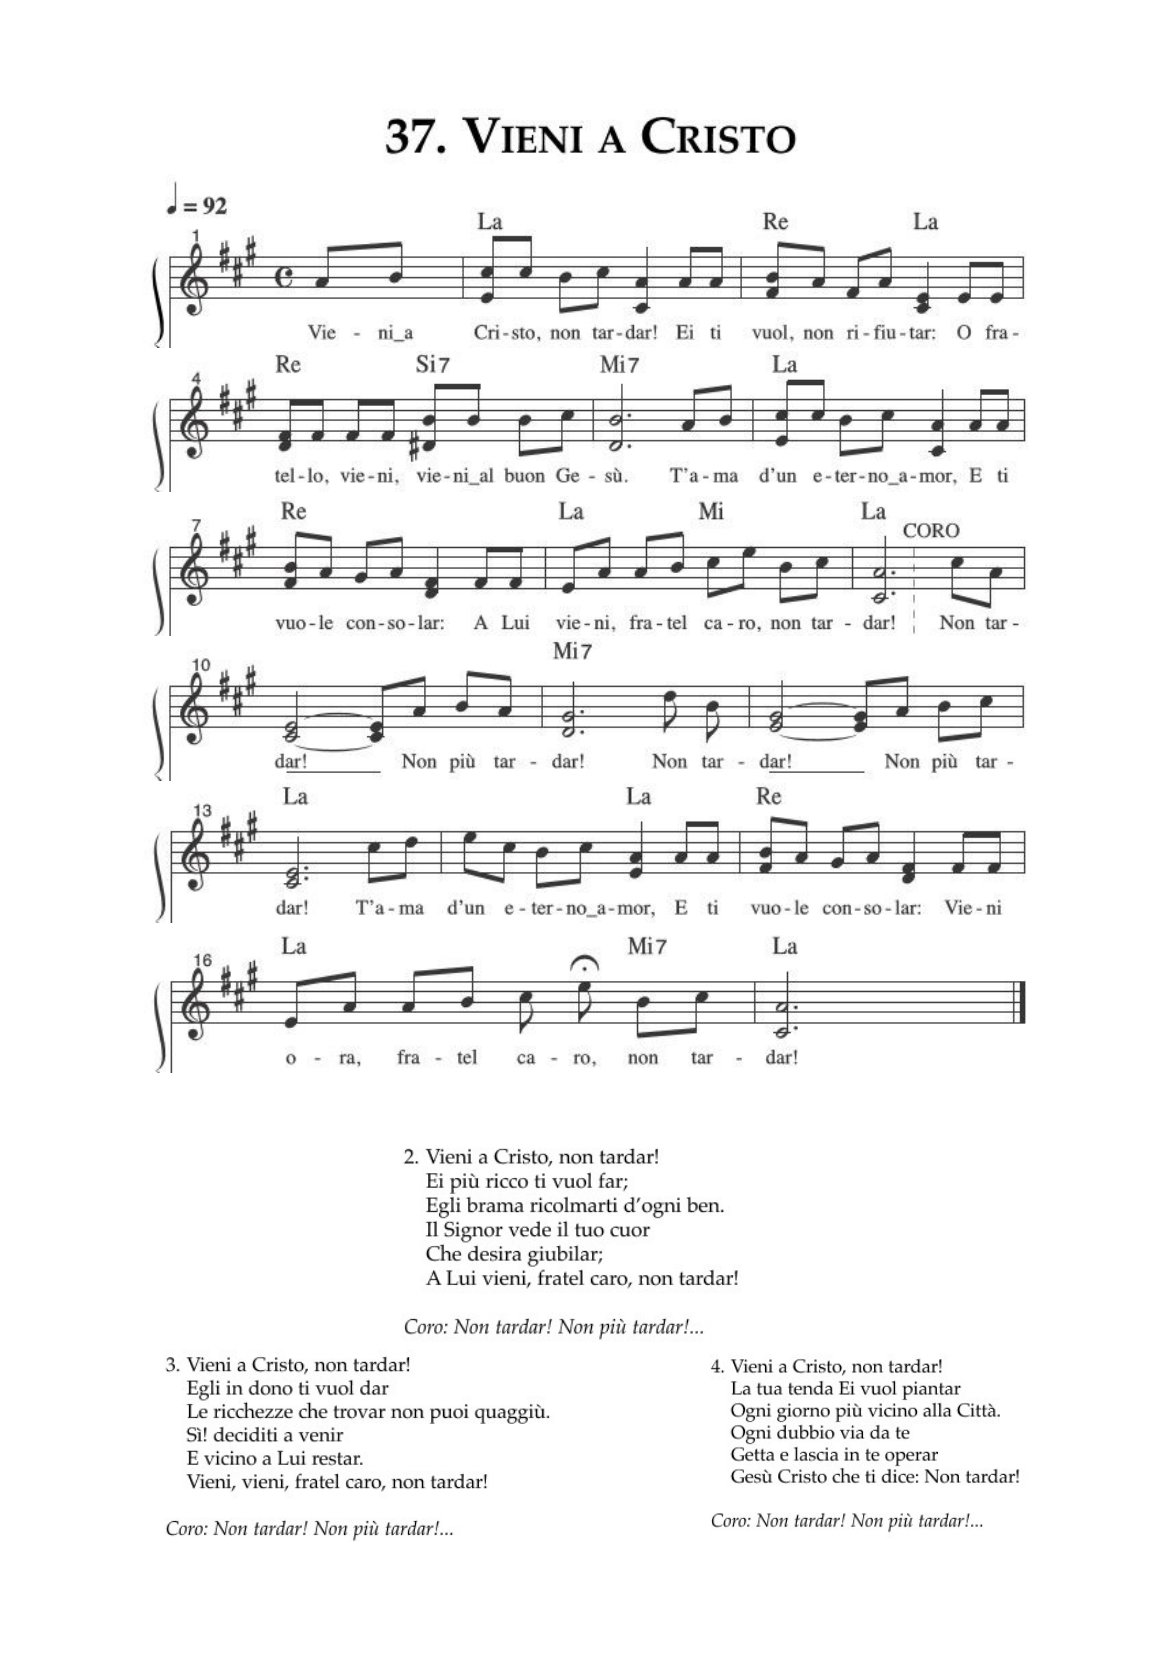 37. Vieni a Cristo
= 92
La Re La
1
Vie - ni_a Cri-sto, non tar-dar! Ei ti vuol, non ri-fiu-tar: O fra-
Re Si7 Mi7 La
4
tel-lo, vie-ni, vie-ni_al buon Ge - sù. T'a-ma d'un e-ter-no_a-mor, E ti
Re La Mi La
7 CORO
vuo-le con-so-lar: A Lui vie-ni, fra-tel ca-ro, non tar - dar! Non tar-
Mi7
10
dar! Non più tar - dar! Non tar - dar! Non più tar -
La La Re
13
dar! T'a-ma d'un e-ter-no_a-mor, E ti vuo-le con-so-lar: Vie-ni
La Mi7 La
16
o - ra, fra - tel ca - ro, non tar - dar!
2. Vieni a Cristo, non tardar!
Ei più ricco ti vuol far;
Egli brama ricolmarti d'ogni ben.
Il Signor vede il tuo cuor
Che desira giubilar;
A Lui vieni, fratel caro, non tardar!
Coro: Non tardar! Non più tardar!...
3. Vieni a Cristo, non tardar!
Egli in dono ti vuol dar
Le ricchezze che trovar non puoi quaggiù.
Sì! deciditi a venir
E vicino a Lui restar.
Vieni, vieni, fratel caro, non tardar!
Coro: Non tardar! Non più tardar!...
4. Vieni a Cristo, non tardar!
La tua tenda Ei vuol piantar
Ogni giorno più vicino alla Città.
Ogni dubbio via da te
Getta e lascia in te operar
Gesù Cristo che ti dice: Non tardar!
Coro: Non tardar! Non più tardar!...